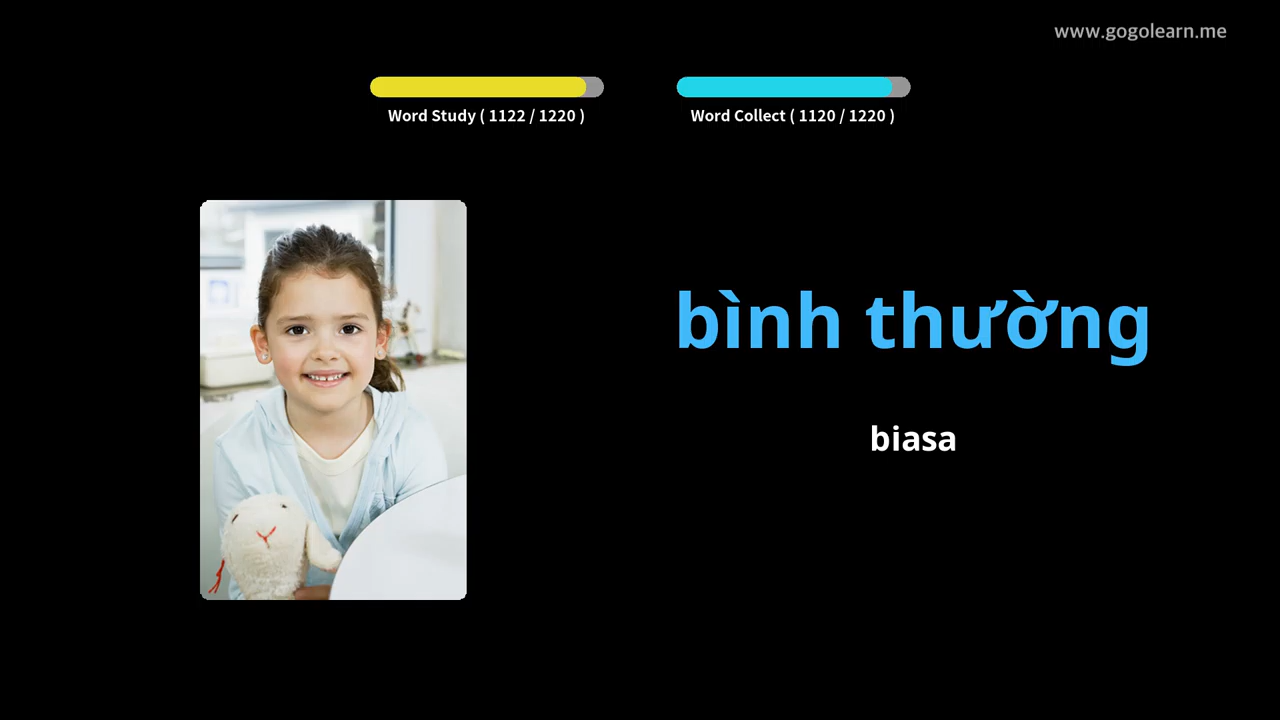 www.gogolearn.me
Word Study ( 1122 / 1220 )
Word Collect ( 1120 / 1220 )
bình thường
biasa